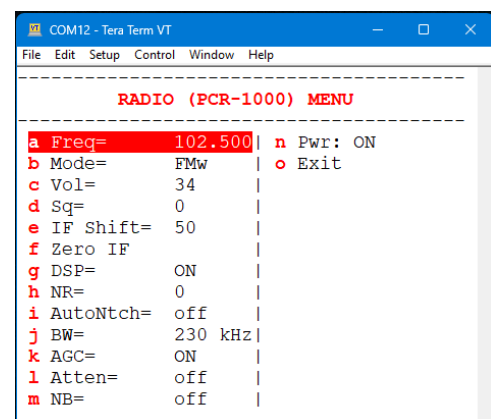 COM12 - Tera Term VT
File Edit Setup Control Window Help
---------------------------------------------
RADIO (PCR-1000) MENU
---------------------------------------------
a Freq= 102.500| n Pwr: ON
b Mode= FMw | o Exit
c Vol= 34 |
d Sq= 0 |
e IF Shift= 50 |
f Zero IF |
g DSP= ON |
h NR= 0 |
i AutoNtch= off |
j BW= 230 kHz|
k AGC= ON |
l Atten= off |
m NB= off |